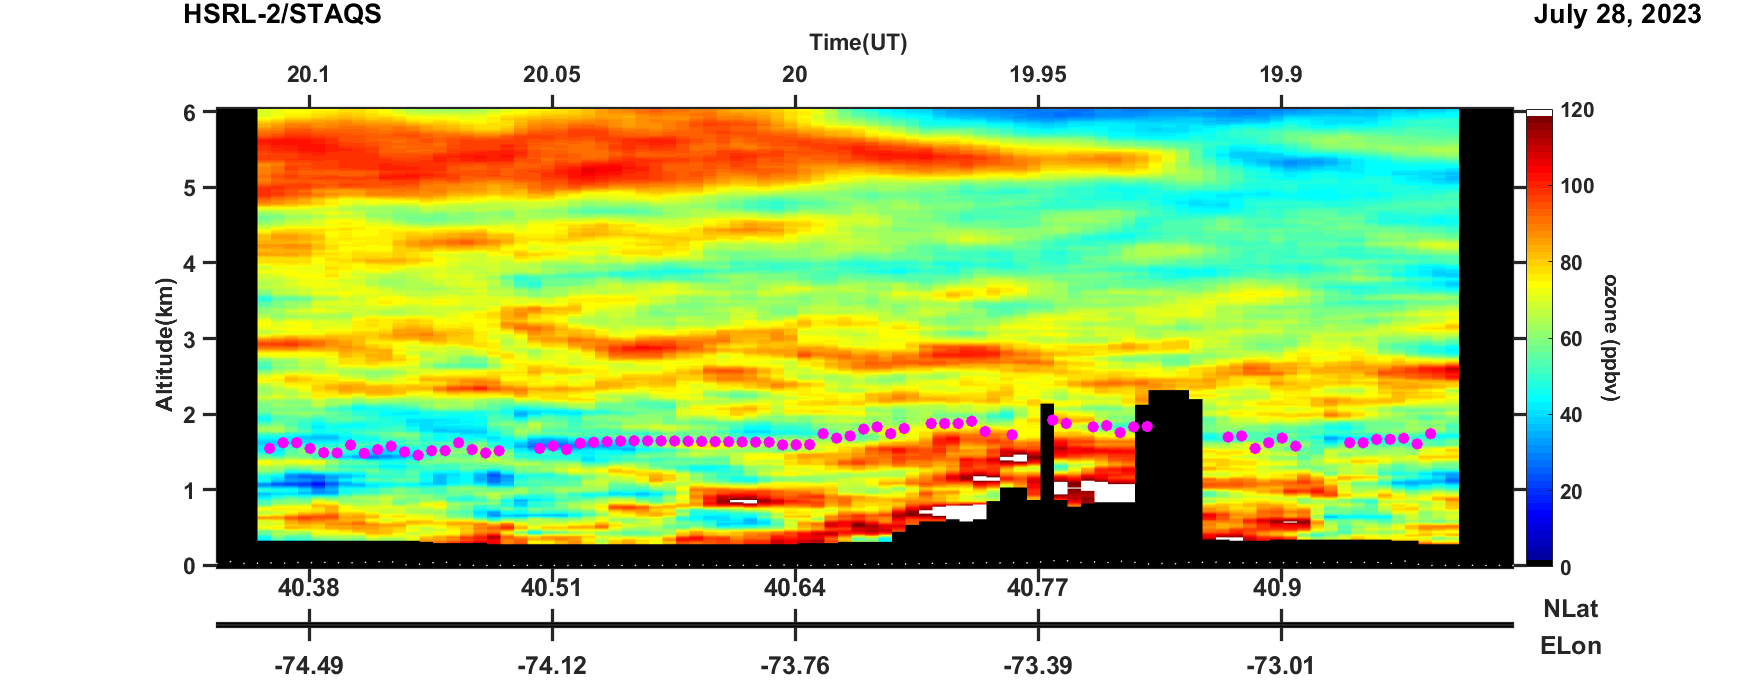 HSRL-2/STAQS
July 28, 2023
Time(UT)
20.1 20.05 20 19.95 19.9
6
5
4
3
2
1
0
Altitude(km)
120
100
80
60
40
20
0
ozone (ppbv)
40.38 40.51 40.64 40.77 40.9
NLat
ELon
-74.49 -74.12 -73.76 -73.39 -73.01